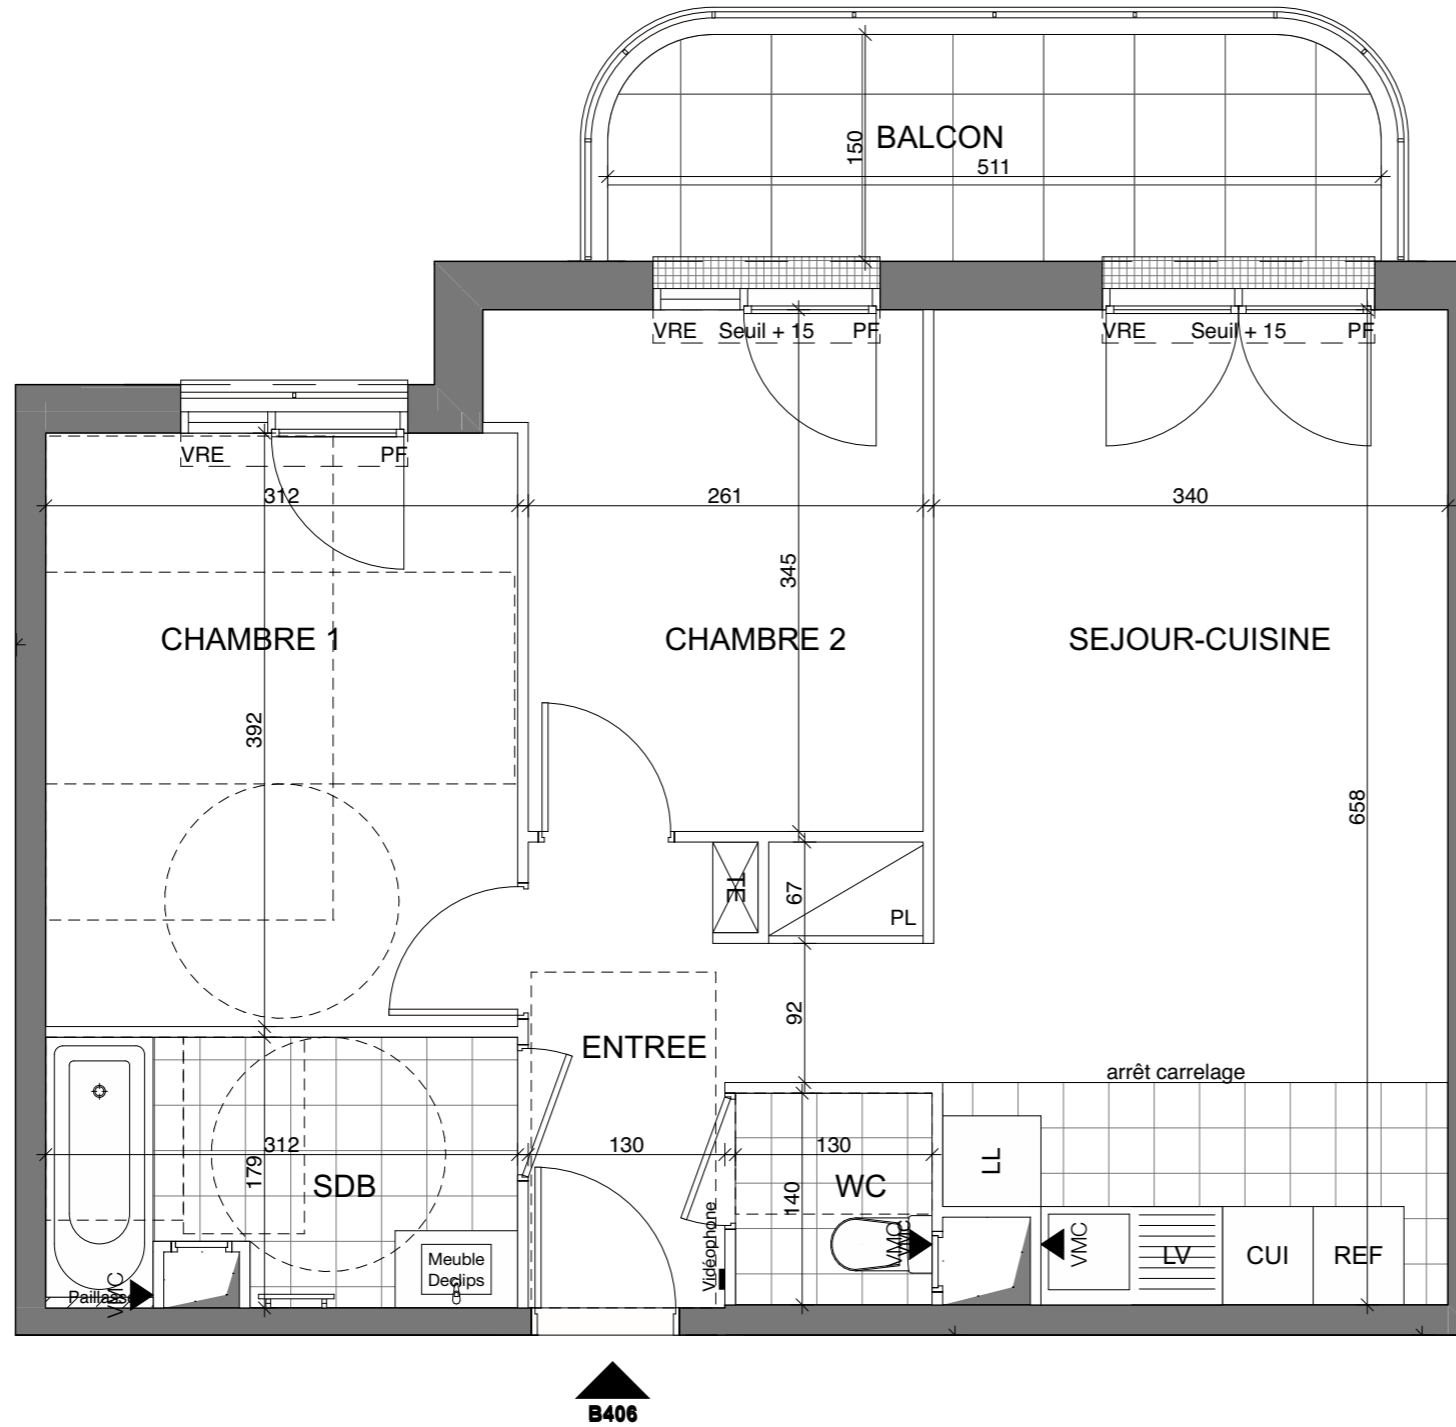 BALCON
150
511
VRE Seuil + 15 PF
VRE Seuil + 15 PF
VRE PF
312
261
340
345
CHAMBRE 1
CHAMBRE 2
SEJOUR-CUISINE
392
658
TE
67
PL
92
ENTREE
arrêt carrelage
312
130
130
179
SDB
140
WC
LL
Vidéophone
VMC
VMC
VMC
LV
CUI
REF
Meuble
Declips
VMC
Paillasse
B406